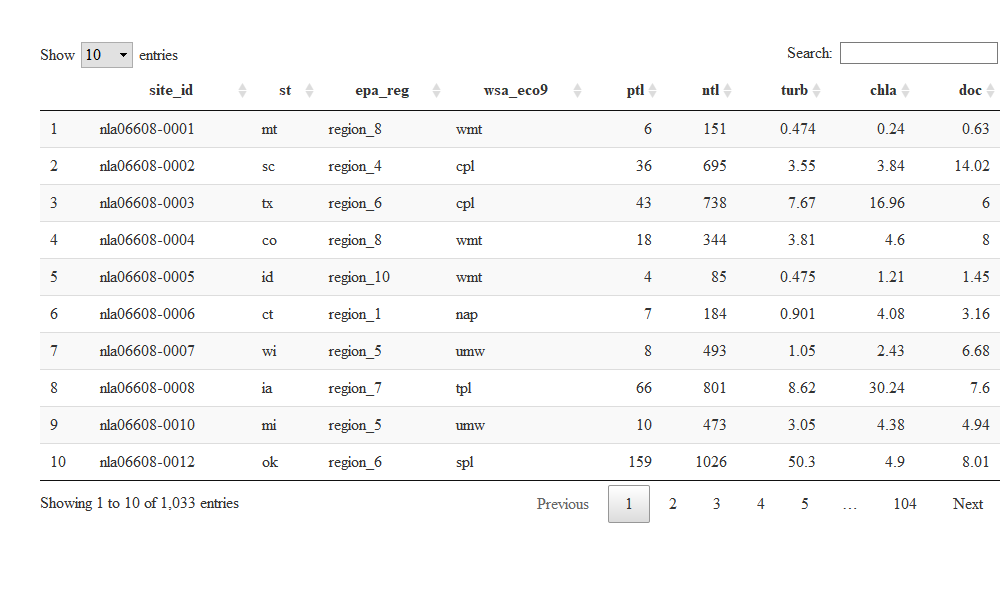 Show 10 entries Search:
site_id st epa_reg wsa_eco9 ptl ntl turb chla doc
1 nla06608-0001 mt region_8 wmt 6 151 0.474 0.24 0.63
2 nla06608-0002 sc region_4 cpl 36 695 3.55 3.84 14.02
3 nla06608-0003 tx region_6 cpl 43 738 7.67 16.96 6
4 nla06608-0004 co region_8 wmt 18 344 3.81 4.6 8
5 nla06608-0005 id region_10 wmt 4 85 0.475 1.21 1.45
6 nla06608-0006 ct region_1 nap 7 184 0.901 4.08 3.16
7 nla06608-0007 wi region_5 umw 8 493 1.05 2.43 6.68
8 nla06608-0008 ia region_7 tpl 66 801 8.62 30.24 7.6
9 nla06608-0010 mi region_5 umw 10 473 3.05 4.38 4.94
10 nla06608-0012 ok region_6 spl 159 1026 50.3 4.9 8.01
Showing 1 to 10 of 1,033 entries Previous 1 2 3 4 5 … 104 Next